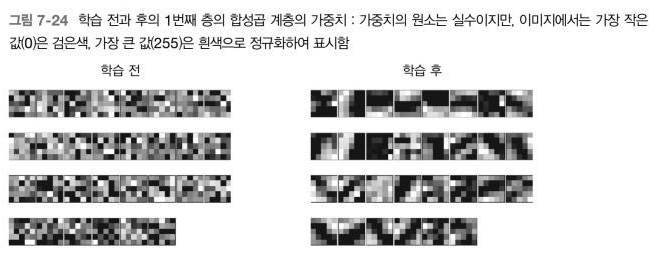 그림 7-24 학습 전과 후의 1번째 층의 합성곱 계층의 가중치 : 가중치의 원소는 실수이지만, 이미지에서는 가장 작은
값(0)은 검은색, 가장 큰 값(255)은 흰색으로 정규화하여 표시함
학습 전
학습 후